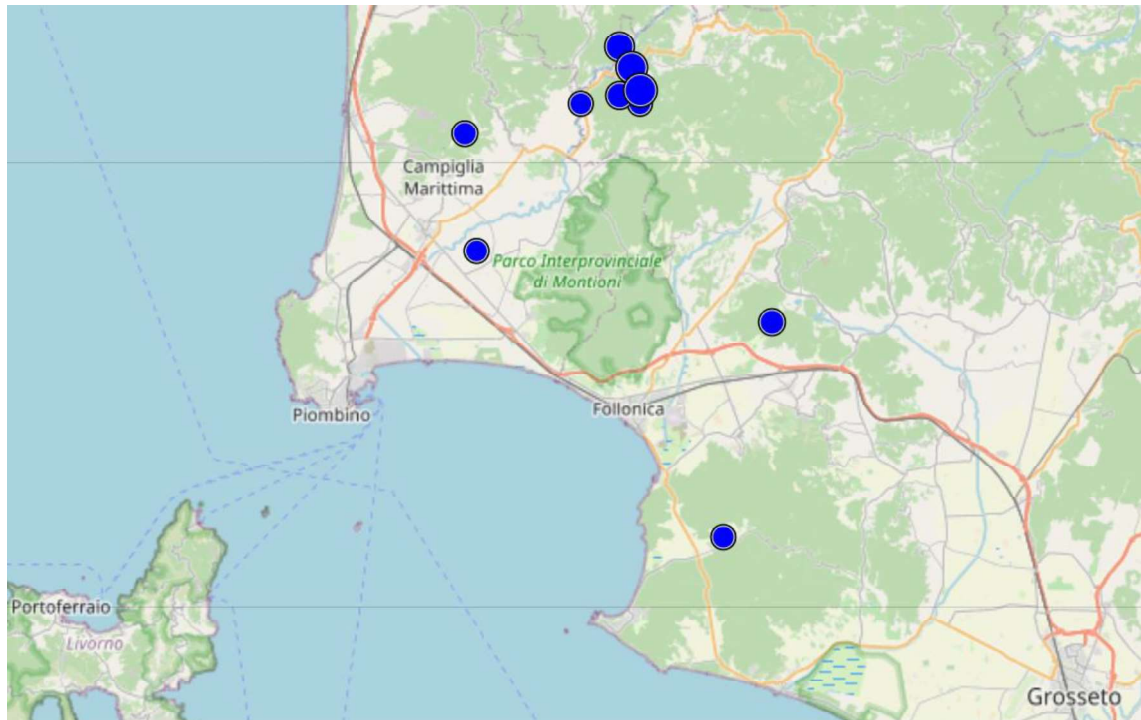 Campiglia
Marittima
Parco Interprovinciale
di Montioni
Piombino
Follonica
Portoferraio
Livorno
Grosseto